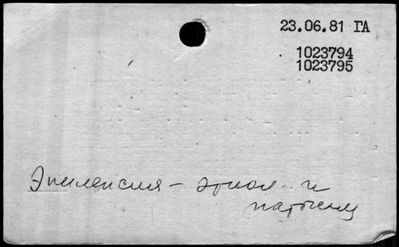 23.06.81 ГА
1023794
1023795
Эпилепсия - этиол. и
патогенез